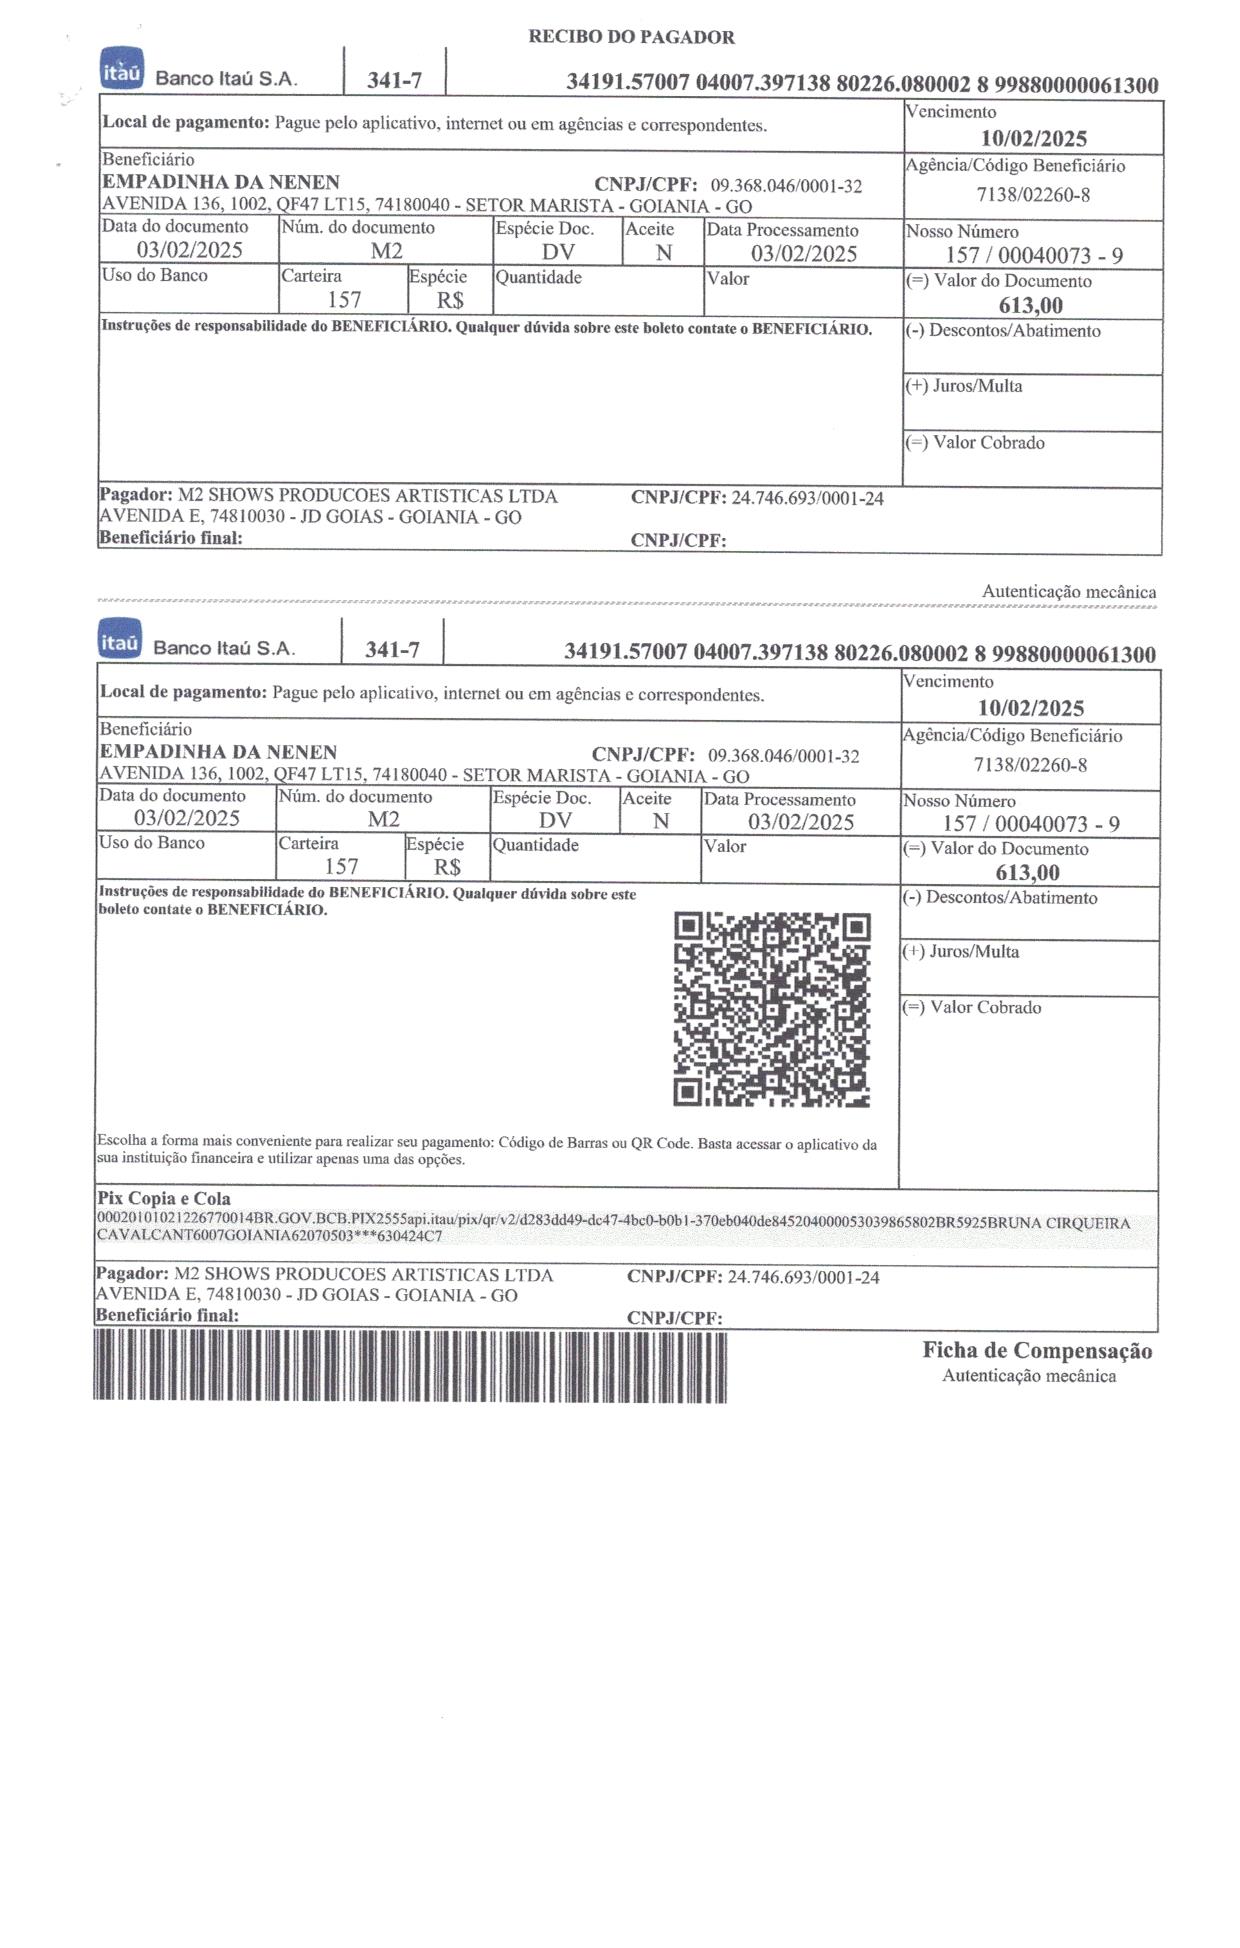 RECIBO DO PAGADOR
itaú Banco Itaú S.A. 341-7 34191.57007 04007.397138 80226.080002 8 99880000061300
Local de pagamento: Pague pelo aplicativo, internet ou em agências e correspondentes.
Vencimento
10/02/2025
Beneficiário
EMPADINHA DA NENEN CNPJ/CPF: 09.368.046/0001-32
AVENIDA 136, 1002, QF47 LT15, 74180040 - SETOR MARISTA - GOIANIA - GO
Agência/Código Beneficiário
7138/02260-8
Data do documento Núm. do documento Espécie Doc. Aceite Data Processamento Nosso Número
03/02/2025 M2 DV N 03/02/2025 157 / 00040073 - 9
Uso do Banco Carteira Espécie Quantidade Valor (=) Valor do Documento
157 R$ 613,00
Instruções de responsabilidade do BENEFICIÁRIO. Qualquer dúvida sobre este boleto contate o BENEFICIÁRIO.
(-) Descontos/Abatimento
(+) Juros/Multa
(=) Valor Cobrado
Pagador: M2 SHOWS PRODUCOES ARTISTICAS LTDA CNPJ/CPF: 24.746.693/0001-24
AVENIDA E, 74810030 - JD GOIAS - GOIANIA - GO
Beneficiário final: CNPJ/CPF:
Autenticação mecânica
itaú Banco Itaú S.A. 341-7 34191.57007 04007.397138 80226.080002 8 99880000061300
Local de pagamento: Pague pelo aplicativo, internet ou em agências e correspondentes.
Vencimento
10/02/2025
Beneficiário
EMPADINHA DA NENEN CNPJ/CPF: 09.368.046/0001-32
AVENIDA 136, 1002, QF47 LT15, 74180040 - SETOR MARISTA - GOIANIA - GO
Agência/Código Beneficiário
7138/02260-8
Data do documento Núm. do documento Espécie Doc. Aceite Data Processamento Nosso Número
03/02/2025 M2 DV N 03/02/2025 157 / 00040073 - 9
Uso do Banco Carteira Espécie Quantidade Valor (=) Valor do Documento
157 R$ 613,00
Instruções de responsabilidade do BENEFICIÁRIO. Qualquer dúvida sobre este
boleto contate o BENEFICIÁRIO.
(-) Descontos/Abatimento
(+) Juros/Multa
(=) Valor Cobrado
Escolha a forma mais conveniente para realizar seu pagamento: Código de Barras ou QR Code. Basta acessar o aplicativo da
sua instituição financeira e utilizar apenas uma das opções.
Pix Copia e Cola
00020101021226770014BR.GOV.BCB.PIX2555api.itau/pix/qr/v2/d283dd49-dc47-4bc0-b0b1-370eb040de845204000053039865802BR5925BRUNA CIRQUEIRA
CAVALCANT6007GOIANIA62070503***630424C7
Pagador: M2 SHOWS PRODUCOES ARTISTICAS LTDA CNPJ/CPF: 24.746.693/0001-24
AVENIDA E, 74810030 - JD GOIAS - GOIANIA - GO
Beneficiário final: CNPJ/CPF:
Ficha de Compensação
Autenticação mecânica